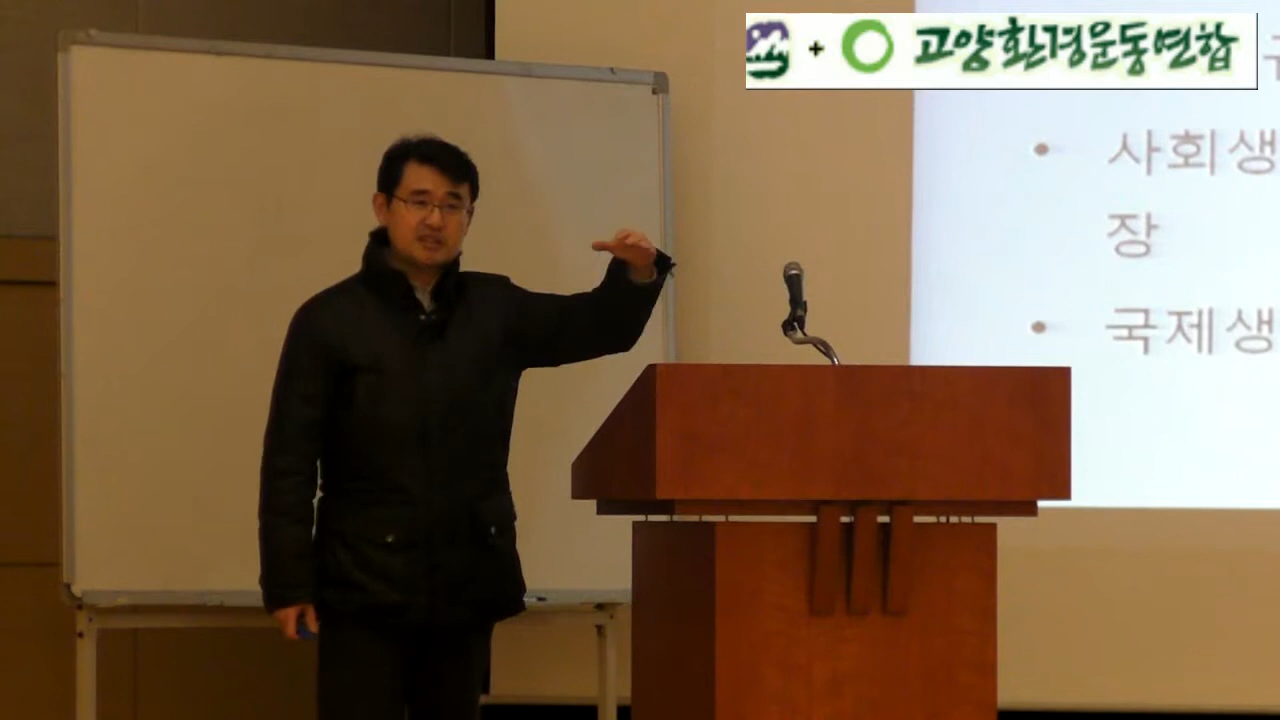 + 고양환경운동연합
• 사회생
장
• 국제생